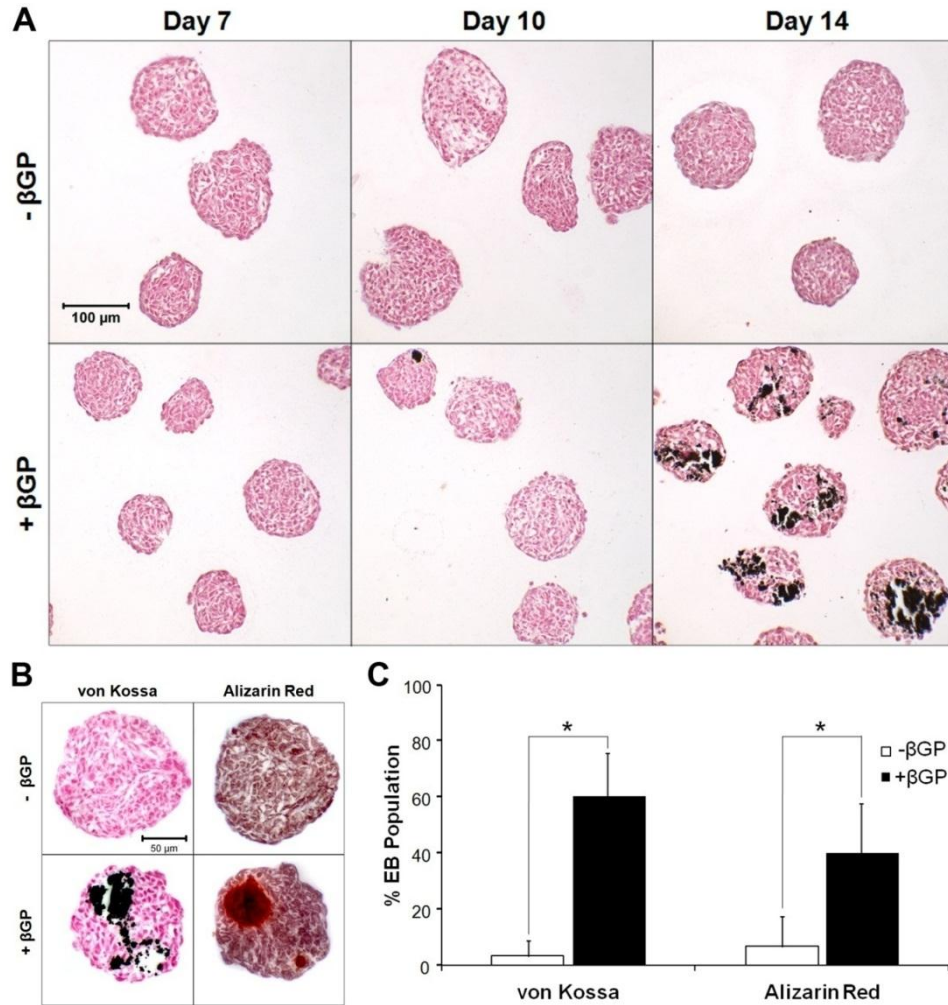 A
Day 7 Day 10 Day 14
- βGP
100 µm
+ βGP
B
von Kossa Alizarin Red
- βGP
50 µm
+ βGP
C
100
80
60
40
20
0
% EB Population
* *
-βGP
+βGP
von Kossa Alizarin Red